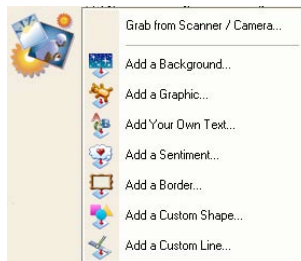 Grab from Scanner / Camera...
Add a Background...
Add a Graphic...
Add Your Own Text...
Add a Sentiment...
Add a Border...
Add a Custom Shape...
Add a Custom Line...